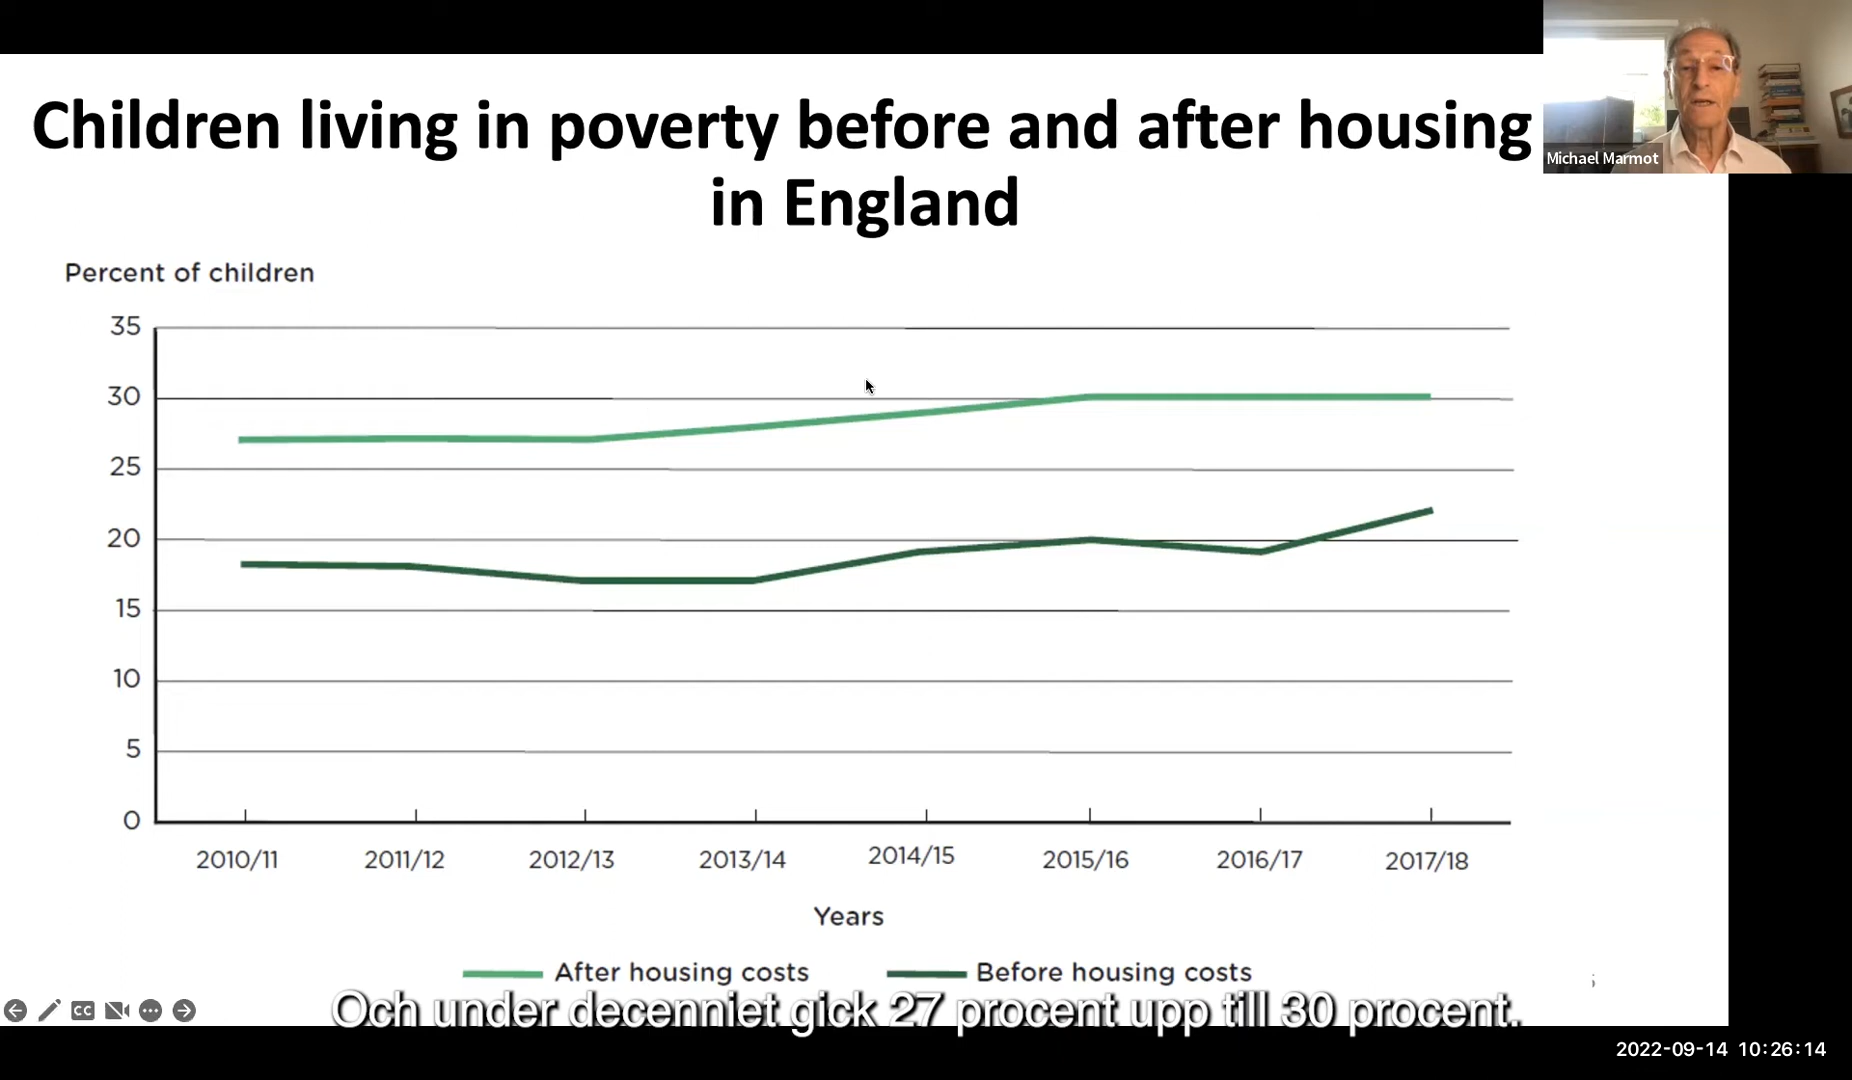 Children living in poverty before and after housing
in England
Michael Marmot
Percent of children
35
30
25
20
15
10
5
0
2010/11 2011/12 2012/13 2013/14 2014/15 2015/16 2016/17 2017/18
Years
After housing costs Before housing costs
CC
Och under decenniet gick 27 procent upp till 30 procent.
2022-09-14 10:26:14